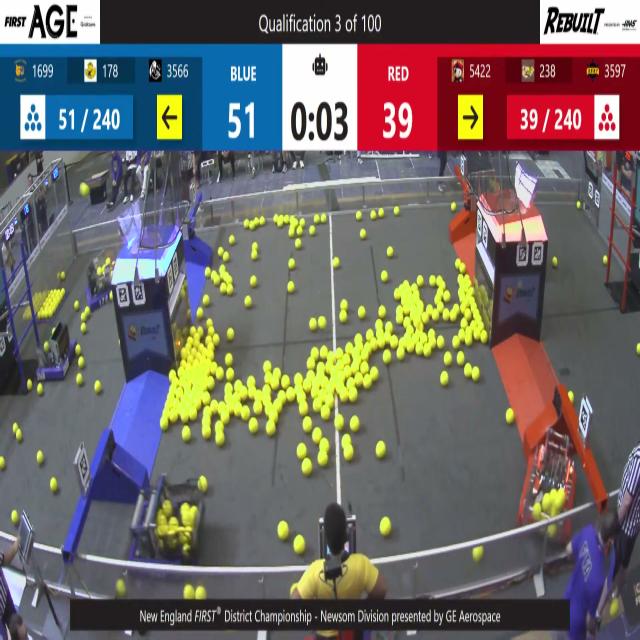 FIRST AGE
Qualification 3 of 100
REBUILT
1699 178 3566 BLUE RED 5422 238 3597
51 / 240 51 0:03 39 39 / 240
New England FIRST® District Championship - Newsom Division presented by GE Aerospace